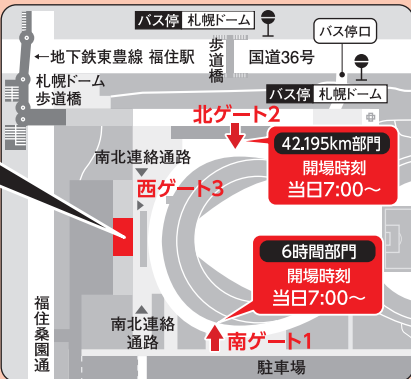 バス停 札幌ドーム
バス停口
←地下鉄東豊線 福住駅
歩道橋
国道36号
札幌ドーム
歩道橋
バス停 札幌ドーム
北ゲート2
42.195km部門
開場時刻
当日7:00～
南北連絡通路
西ゲート3
6時間部門
開場時刻
当日7:00～
南北連絡
通路
南ゲート1
福住桑園通
駐車場